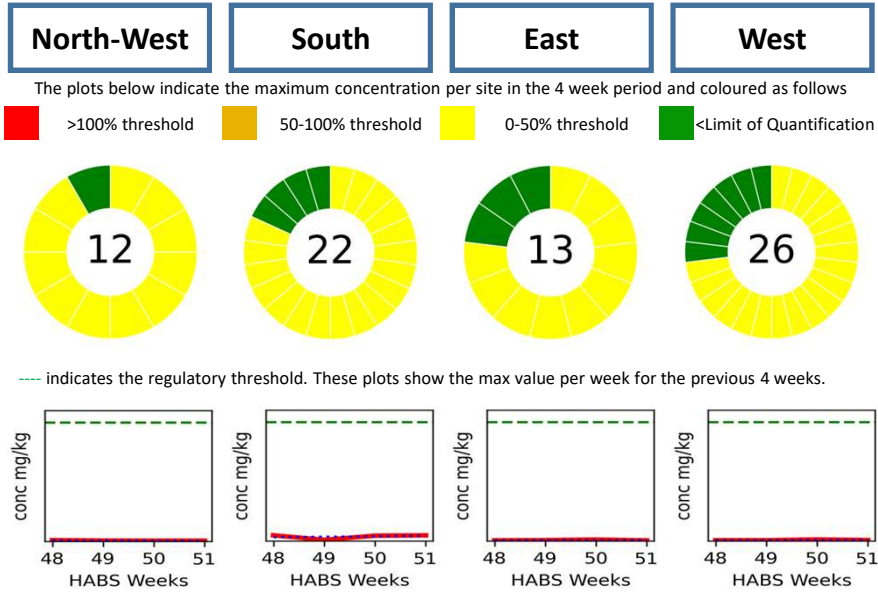 North-West South East West
The plots below indicate the maximum concentration per site in the 4 week period and coloured as follows
>100% threshold 50-100% threshold 0-50% threshold <Limit of Quantification
12 22 13 26
---- indicates the regulatory threshold. These plots show the max value per week for the previous 4 weeks.
conc mg/kg conc mg/kg conc mg/kg conc mg/kg
48 49 50 51 48 49 50 51 48 49 50 51 48 49 50 51
HABS Weeks HABS Weeks HABS Weeks HABS Weeks